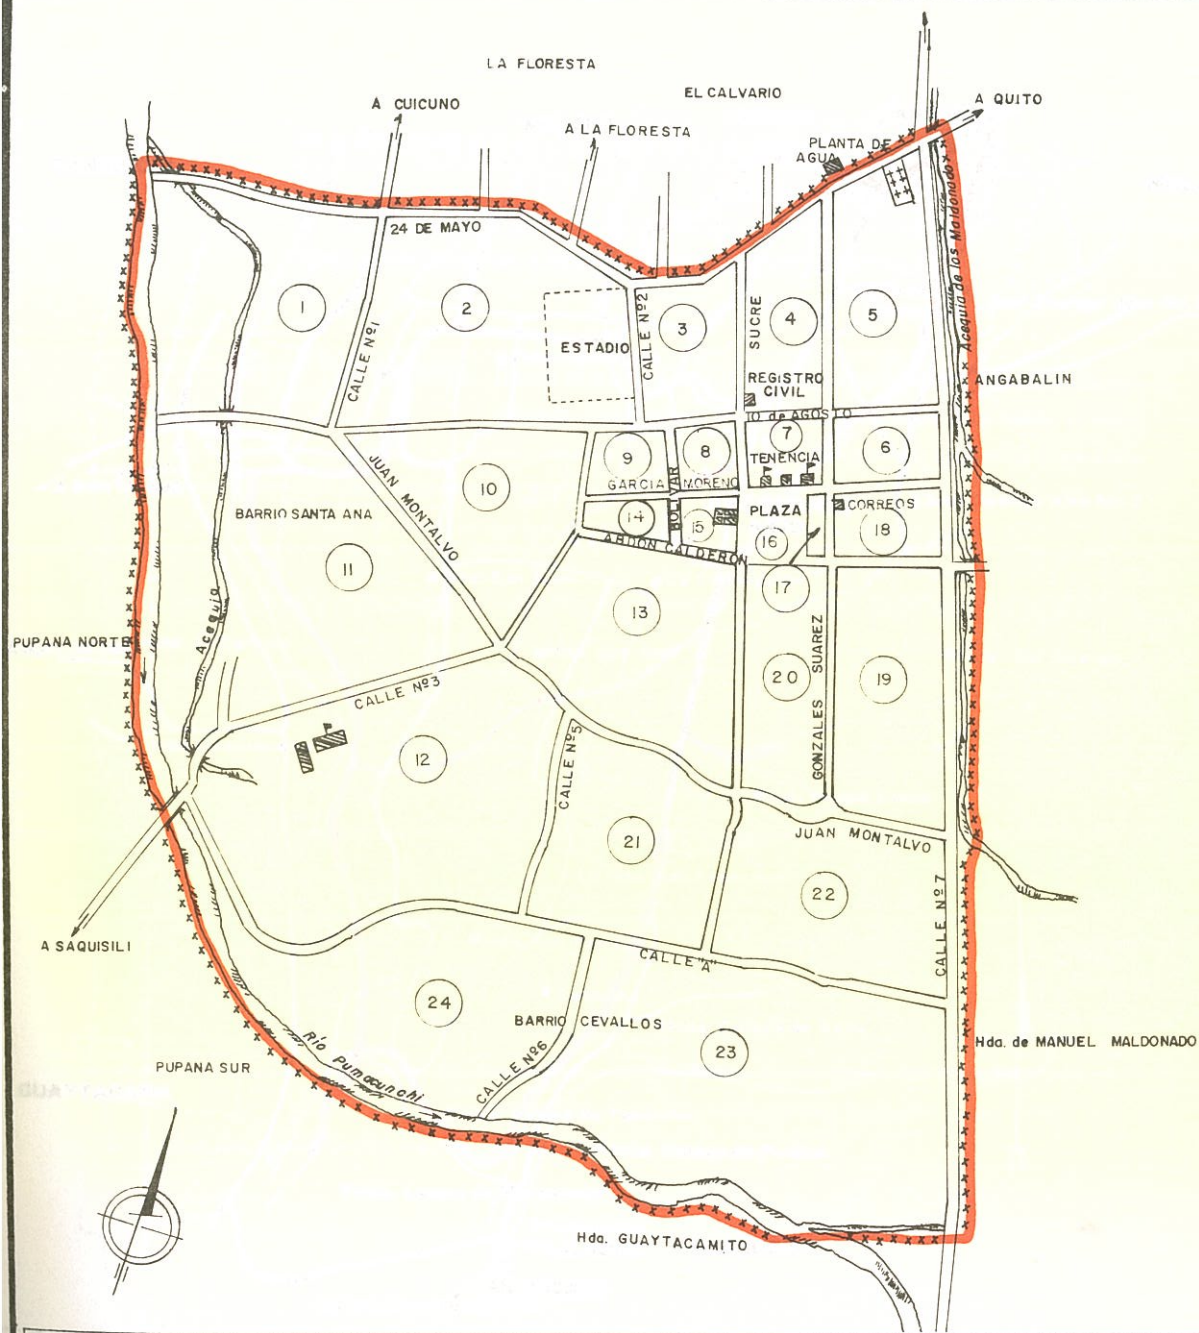 LA FLORESTA
EL CALVARIO
A QUITO
A CUICUNO
A LA FLORESTA
PLANTA DE
AGUA
Acequia de los Maldonado
24 DE MAYO
1
2
3
4
5
CALLE Nº1
ESTADIO
CALLE Nº2
SUCRE
REGISTRO
CIVIL
ANGABALIN
10 de AGOSTO
JUAN MONTALVO
9
8
7
6
TENENCIA
GARCIA MORENO
BOLIVAR
10
BARRIO SANTA ANA
14
15
PLAZA
16
CORREOS
18
ABDON CALDERON
11
13
17
PUPANA NORTE
Acequia
CALLE Nº3
20
GONZALES SUAREZ
19
12
CALLE Nº5
21
JUAN MONTALVO
22
CALLE Nº7
A SAQUISILI
CALLE "A"
24
BARRIO CEVALLOS
23
Hda. de MANUEL MALDONADO
PUPANA SUR
Río Pumacunchi
CALLE Nº6
Hda. GUAYTACAMITO